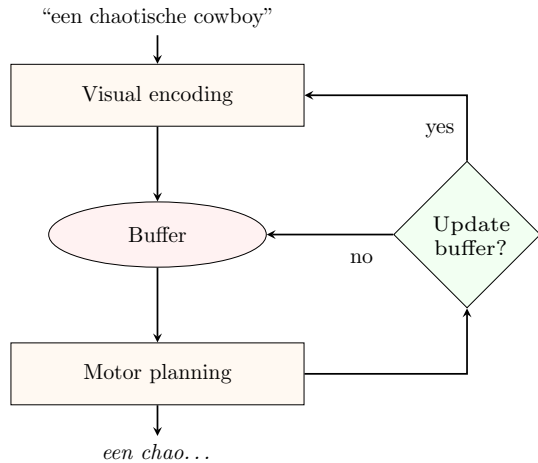 “een chaotische cowboy”
Visual encoding
yes
Update
buffer?
Buffer
no
Motor planning
een chao...